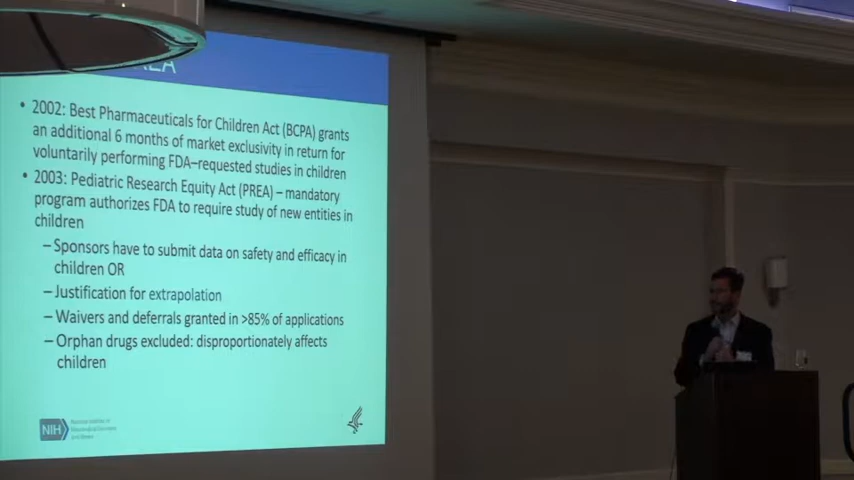 • 2002: Best Pharmaceuticals for Children Act (BCPA) grants
an additional 6 months of market exclusivity in return for
voluntarily performing FDA–requested studies in children
• 2003: Pediatric Research Equity Act (PREA) – mandatory
program authorizes FDA to require study of new entities in
children
– Sponsors have to submit data on safety and efficacy in
children OR
– Justification for extrapolation
– Waivers and deferrals granted in >85% of applications
– Orphan drugs excluded: disproportionately affects
children
NIH